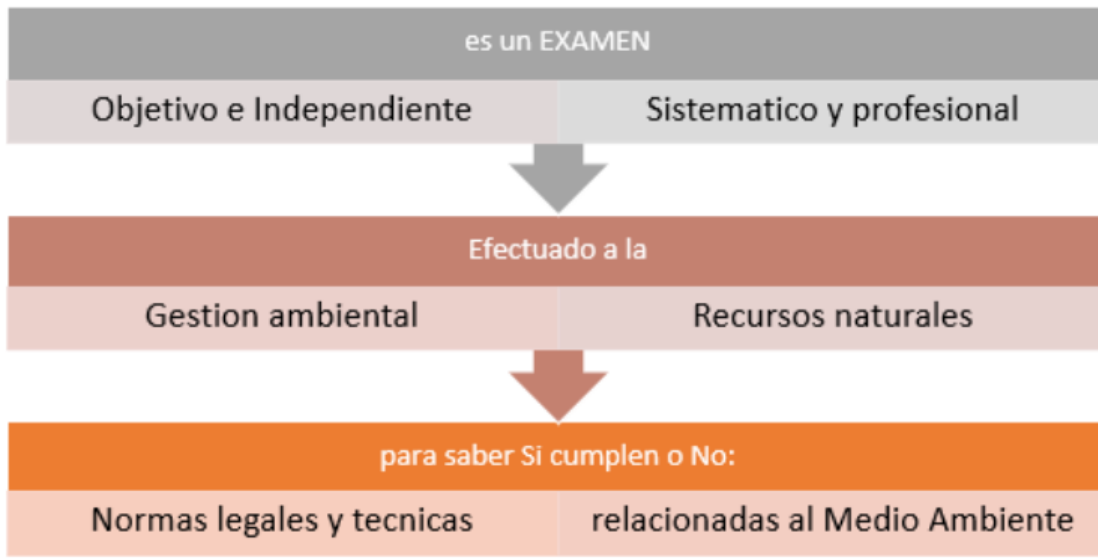 es un EXAMEN
Objetivo e Independiente
Sistematico y profesional
Efectuado a la
Gestion ambiental
Recursos naturales
para saber Si cumplen o No:
Normas legales y tecnicas
relacionadas al Medio Ambiente